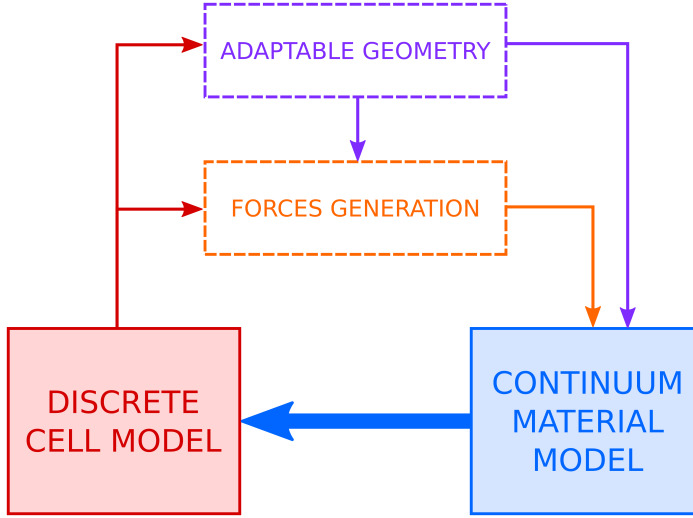 ADAPTABLE GEOMETRY
FORCES GENERATION
DISCRETE
CELL MODEL
CONTINUUM
MATERIAL
MODEL